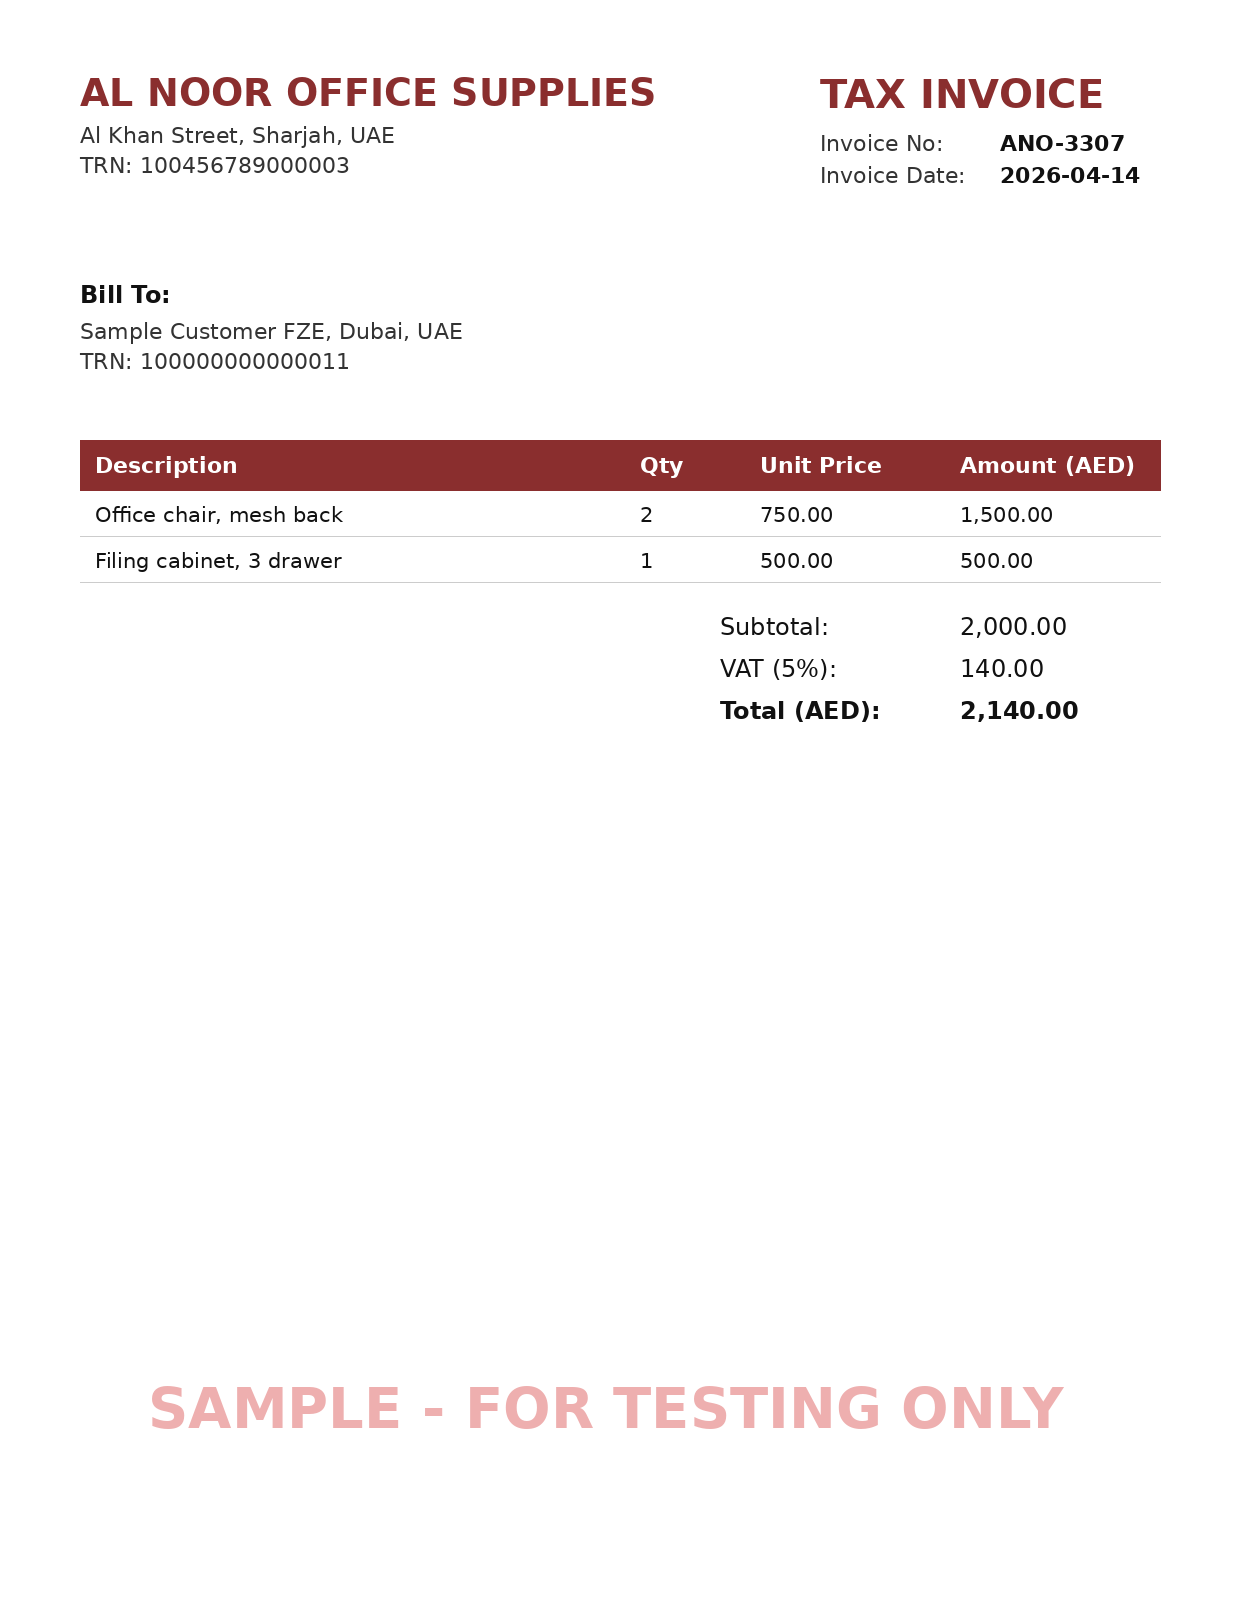 AL NOOR OFFICE SUPPLIES
Al Khan Street, Sharjah, UAE
TRN: 100456789000003
TAX INVOICE
Invoice No: ANO-3307
Invoice Date: 2026-04-14
Bill To:
Sample Customer FZE, Dubai, UAE
TRN: 100000000000011
Description Qty Unit Price Amount (AED)
Office chair, mesh back 2 750.00 1,500.00
Filing cabinet, 3 drawer 1 500.00 500.00
Subtotal: 2,000.00
VAT (5%): 140.00
Total (AED): 2,140.00
SAMPLE - FOR TESTING ONLY